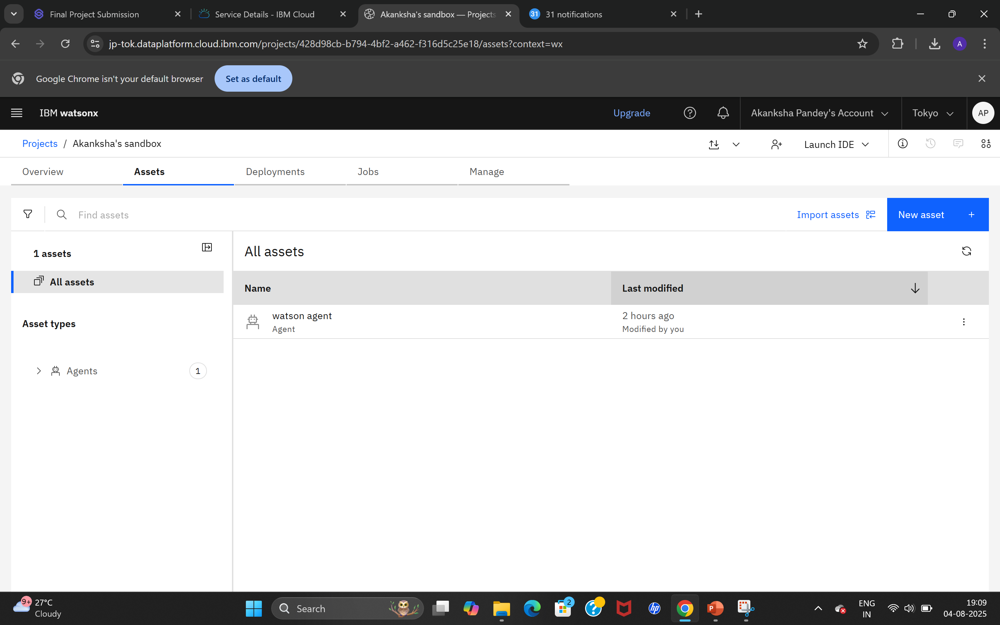 Final Project Submission
Service Details - IBM Cloud
Akanksha's sandbox — Projects
31 31 notifications
jp-tok.dataplatform.cloud.ibm.com/projects/428d98cb-b794-4bf2-a462-f316d5c25e18/assets?context=wx
A
Google Chrome isn't your default browser
Set as default
IBM watsonx
Upgrade
Akanksha Pandey's Account
Tokyo
AP
Projects / Akanksha's sandbox
Launch IDE
Overview
Assets
Deployments
Jobs
Manage
Find assets
Import assets
New asset +
1 assets
All assets
Asset types
Agents 1
All assets
Name
Last modified
watson agent
Agent
2 hours ago
Modified by you
9+
27°C
Cloudy
Search
2
hp
P
ENG
IN
19:09
04-08-2025